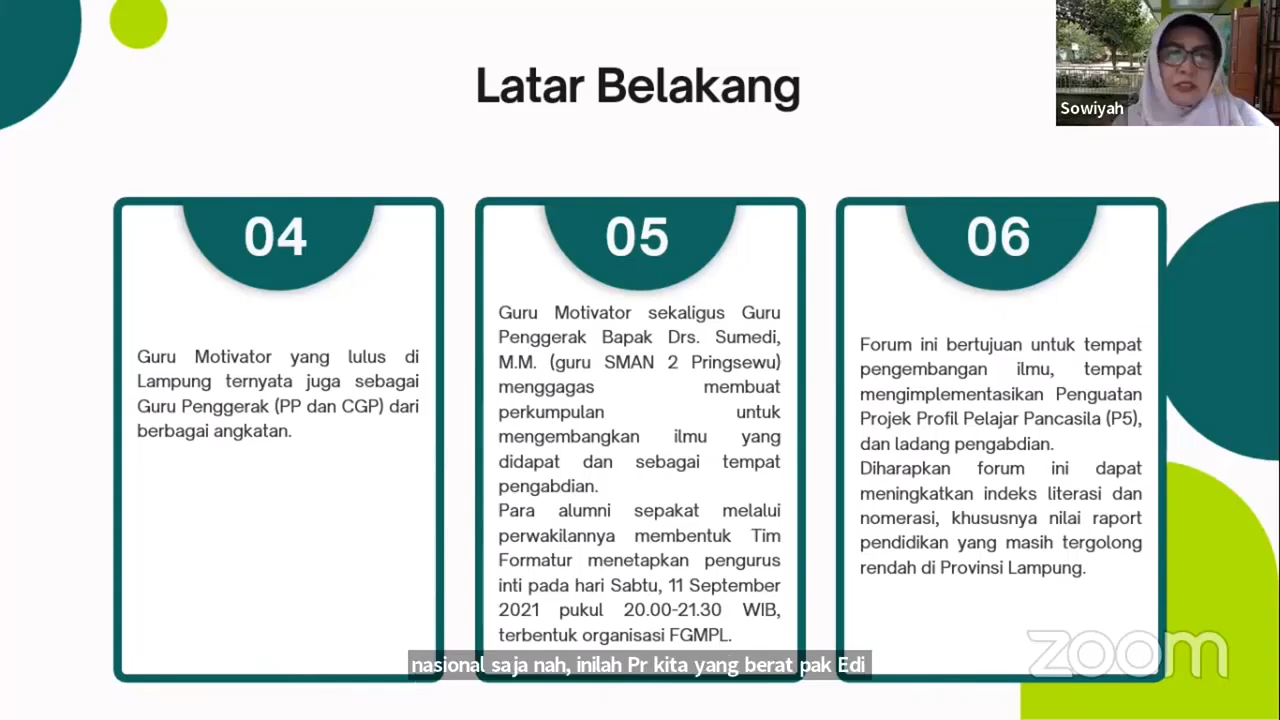 Latar Belakang
Sowiyah
04
Guru Motivator yang lulus di
Lampung ternyata juga sebagai
Guru Penggerak (PP dan CGP) dari
berbagai angkatan.
05
Guru Motivator sekaligus Guru
Penggerak Bapak Drs. Sumedi,
M.M. (guru SMAN 2 Pringsewu)
menggagas membuat
perkumpulan untuk
mengembangkan ilmu yang
didapat dan sebagai tempat
pengabdian.
Para alumni sepakat melalui
perwakilannya membentuk Tim
Formatur menetapkan pengurus
inti pada hari Sabtu, 11 September
2021 pukul 20.00-21.30 WIB,
terbentuk organisasi FGMPL.
06
Forum ini bertujuan untuk tempat
pengembangan ilmu, tempat
mengimplementasikan Penguatan
Projek Profil Pelajar Pancasila (P5),
dan ladang pengabdian.
Diharapkan forum ini dapat
meningkatkan indeks literasi dan
nomerasi, khususnya nilai raport
pendidikan yang masih tergolong
rendah di Provinsi Lampung.
zoom
nasional saja nah, inilah Pr kita yang berat pak Edi